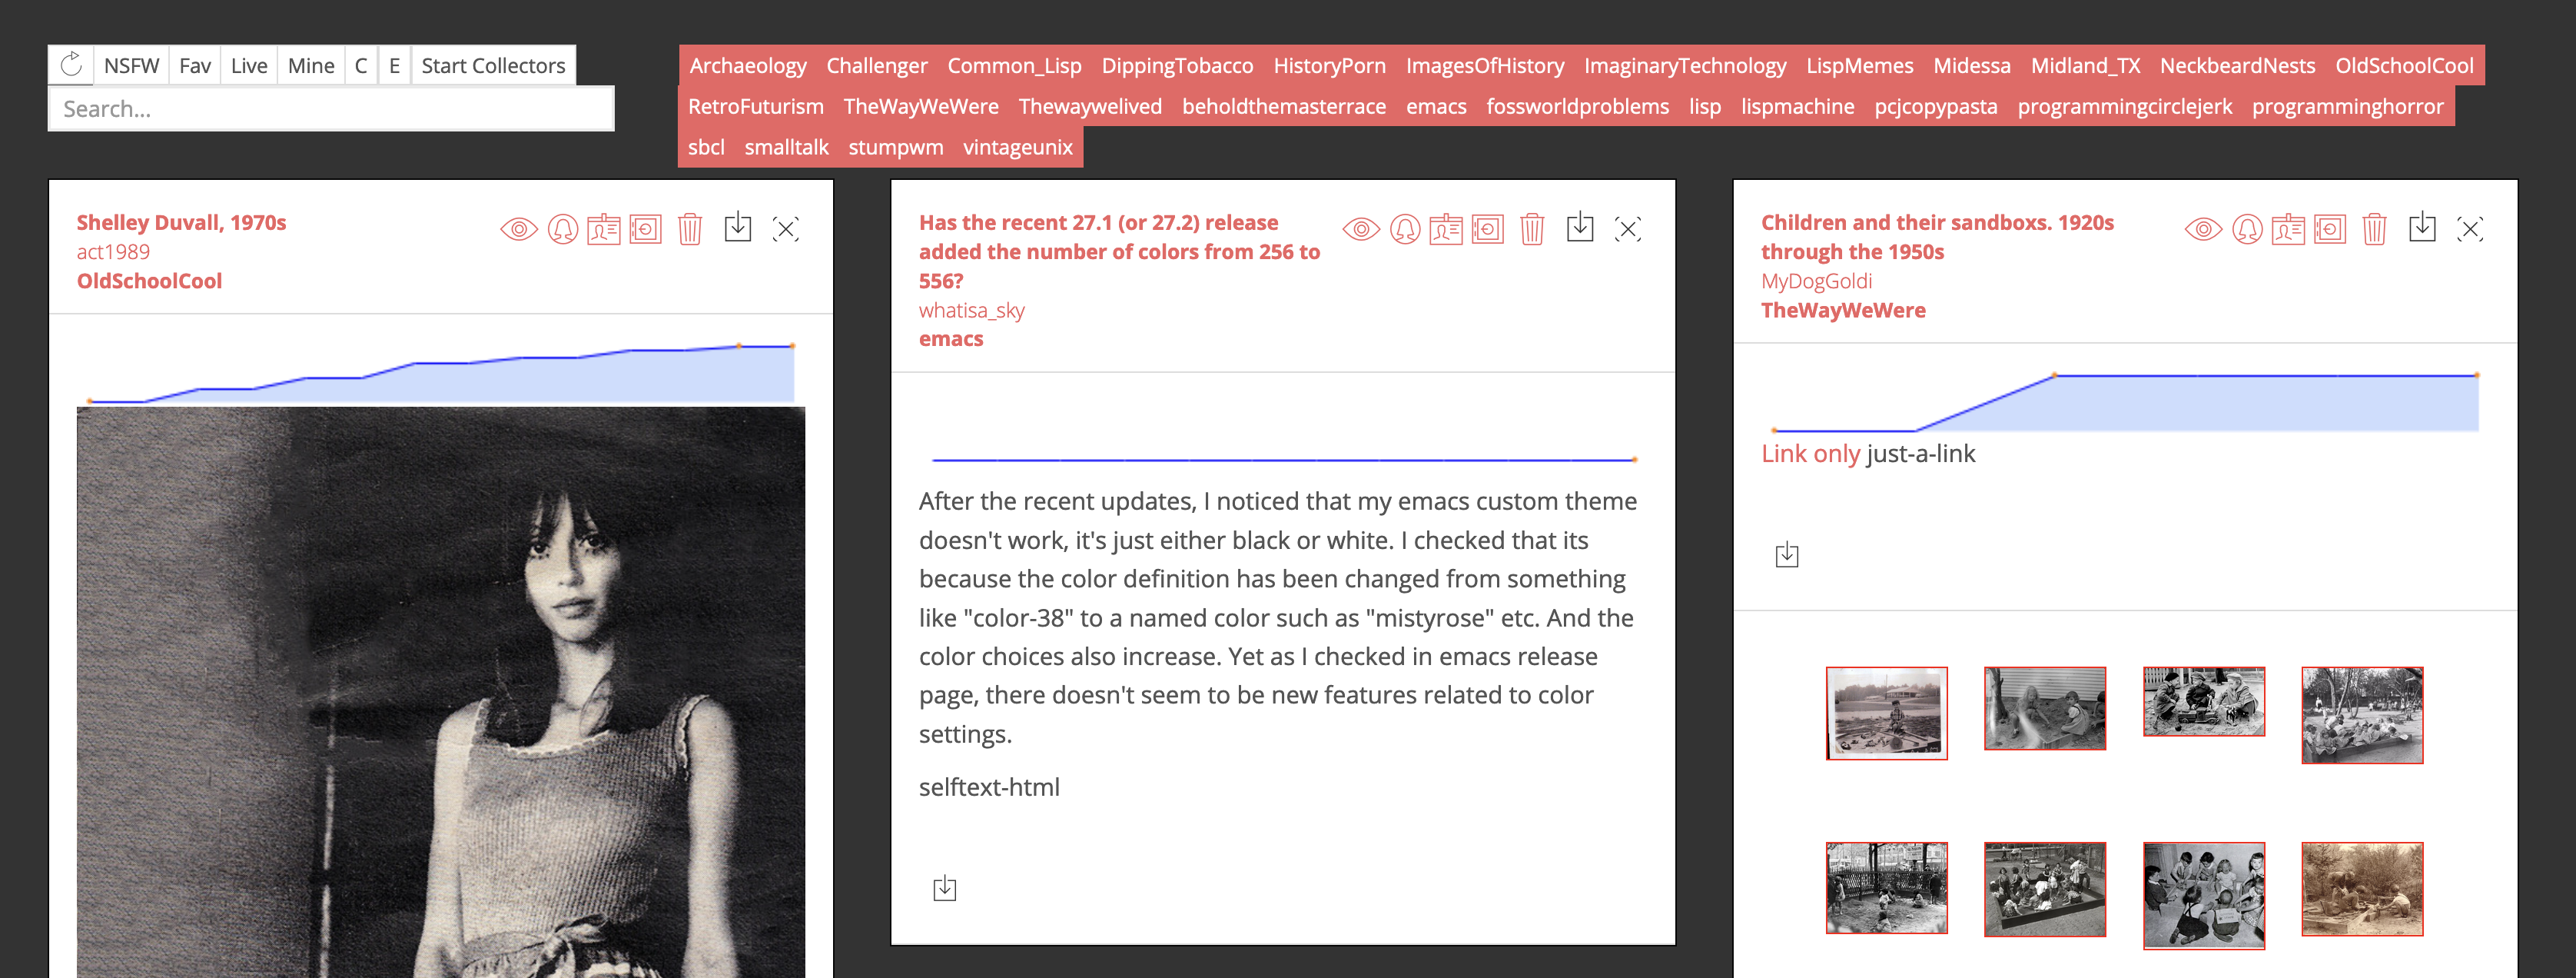 NSFW Fav Live Mine C E Start Collectors
Search...
Archaeology Challenger Common_Lisp DippingTobacco HistoryPorn ImagesOfHistory ImaginaryTechnology LispMemes Midessa Midland_TX NeckbeardNests OldSchoolCool
RetroFuturism TheWayWeWere Thewaywelived beholdthemasterrace emacs fossworldproblems lisp lispmachine pcjcopypasta programmingcirclejerk programminghorror
sbcl smalltalk stumpwm vintageunix
Shelley Duvall, 1970s
act1989
OldSchoolCool
Has the recent 27.1 (or 27.2) release
added the number of colors from 256 to
556?
whatisa_sky
emacs
After the recent updates, I noticed that my emacs custom theme
doesn't work, it's just either black or white. I checked that its
because the color definition has been changed from something
like "color-38" to a named color such as "mistyrose" etc. And the
color choices also increase. Yet as I checked in emacs release
page, there doesn't seem to be new features related to color
settings.
selftext-html
Children and their sandboxs. 1920s
through the 1950s
MyDogGoldi
TheWayWeWere
Link only just-a-link